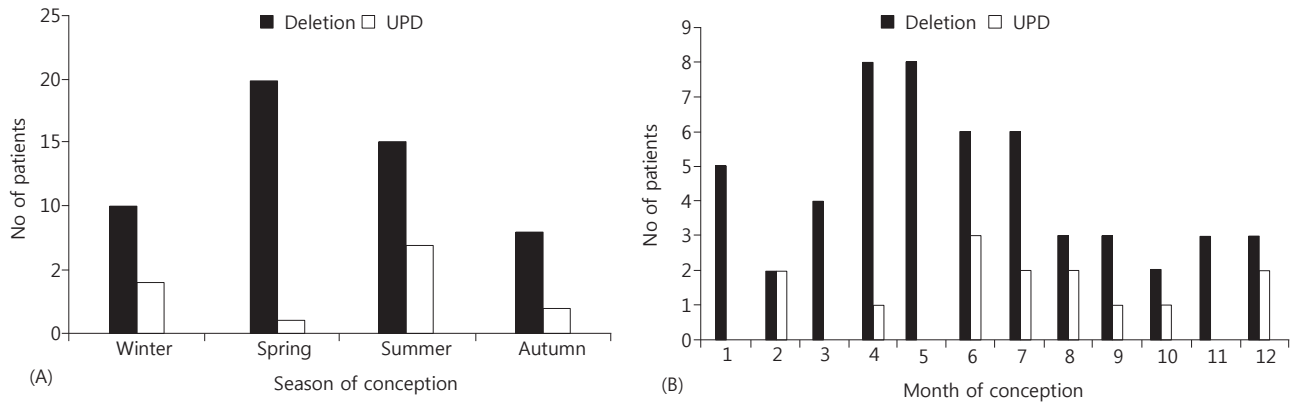 Deletion UPD
25
20
15
10
2
0
No of patients
Winter Spring Summer Autumn
Season of conception
(A)
Deletion UPD
9
8
7
6
5
4
3
2
1
0
No of patients
1 2 3 4 5 6 7 8 9 10 11 12
Month of conception
(B)